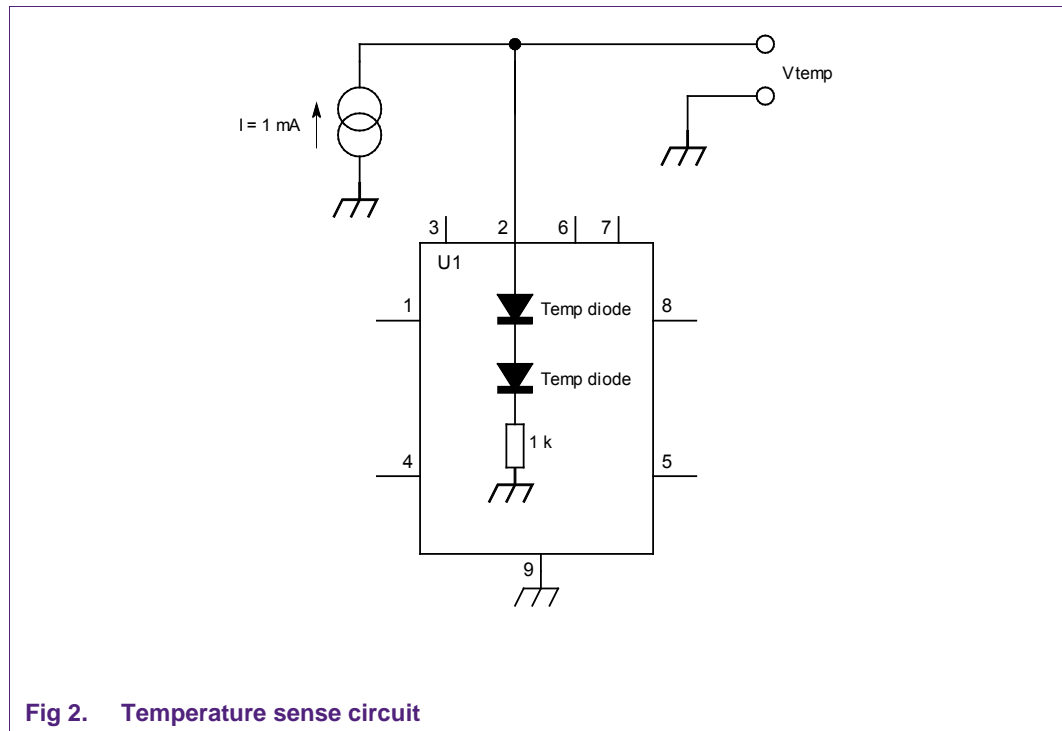 Vtemp
I = 1 mA
3 2 6 7
U1
1 Temp diode 8
Temp diode
1 k
4 5
9
Fig 2. Temperature sense circuit